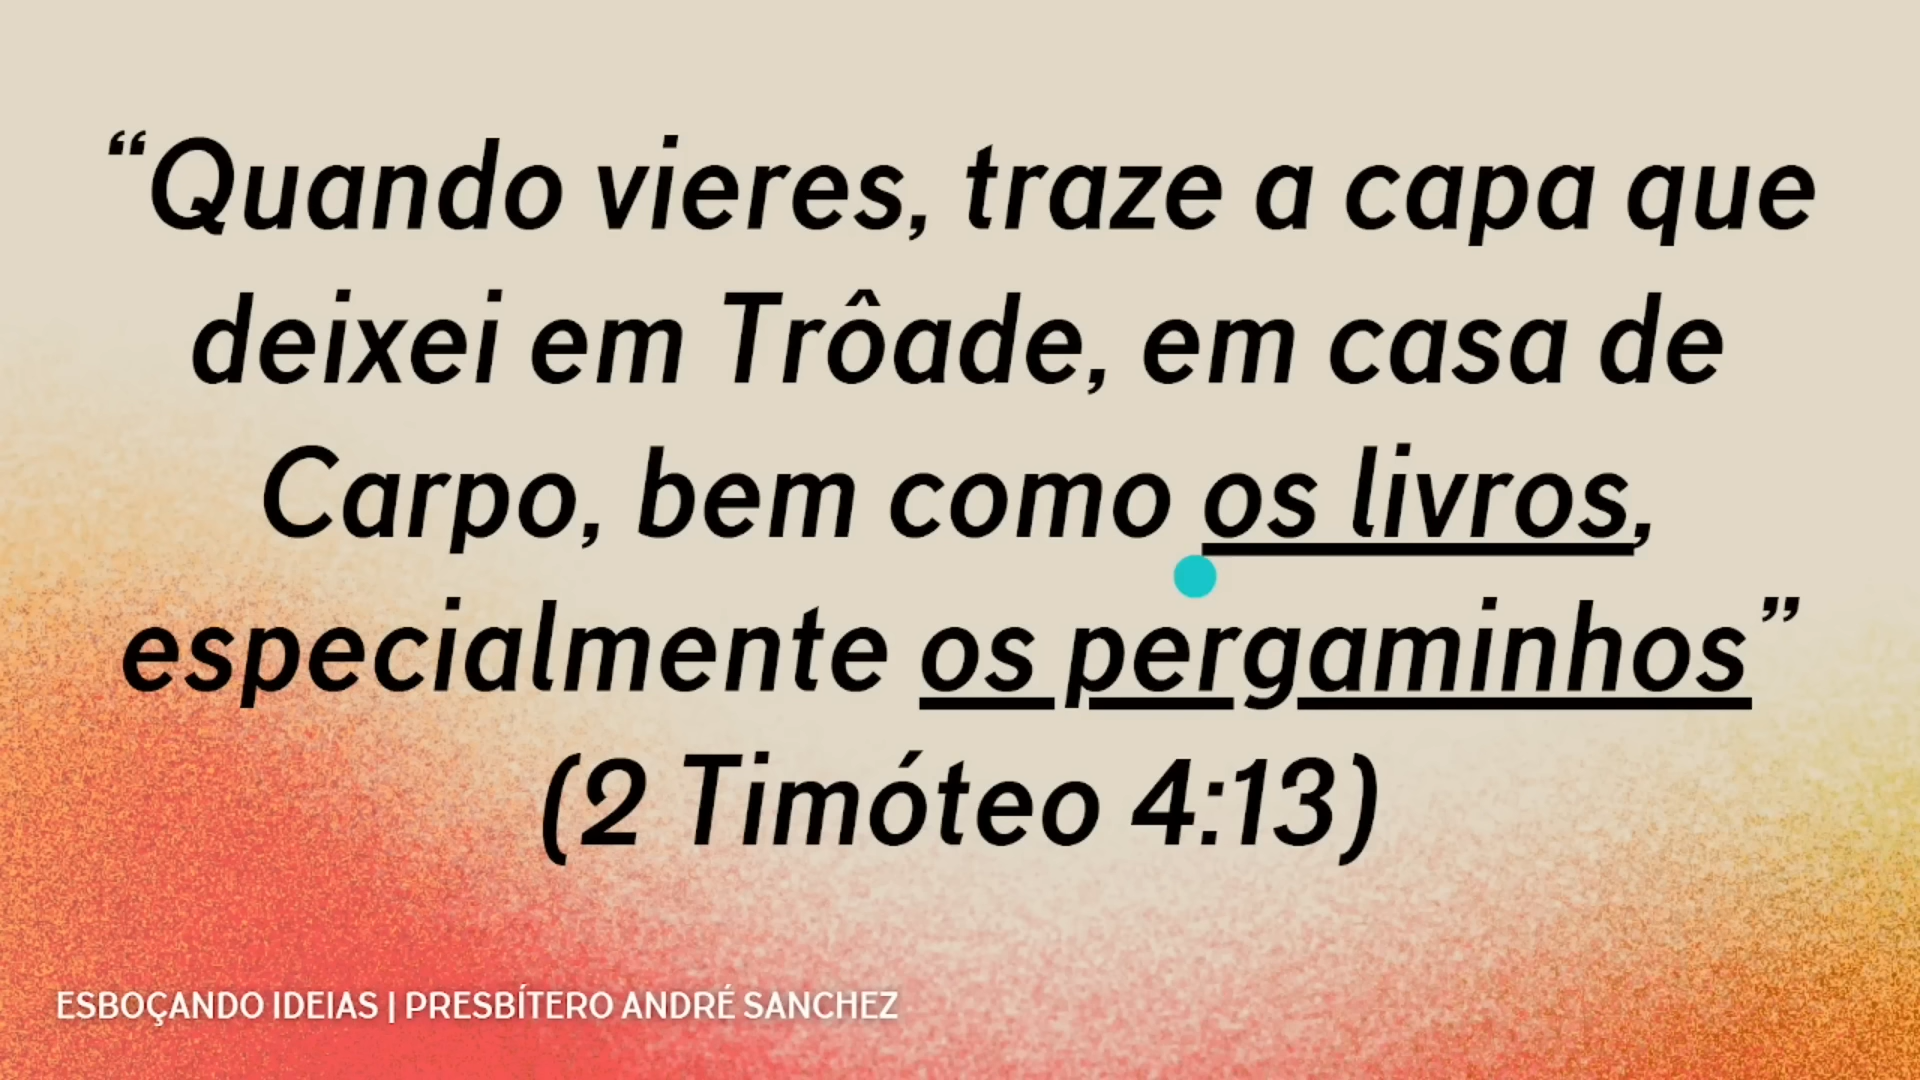 “Quando vieres, traze a capa que
deixei em Trôade, em casa de
Carpo, bem como os livros,
especialmente os pergaminhos”
(2 Timóteo 4:13)
ESBOÇANDO IDEIAS | PRESBÍTERO ANDRÉ SANCHEZ